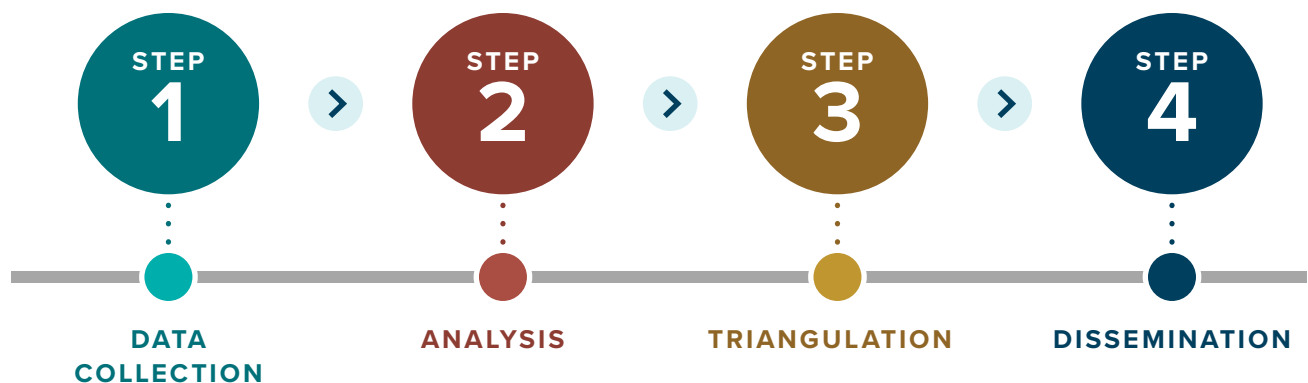 STEP
1
STEP
2
STEP
3
STEP
4
DATA
COLLECTION
ANALYSIS
TRIANGULATION
DISSEMINATION